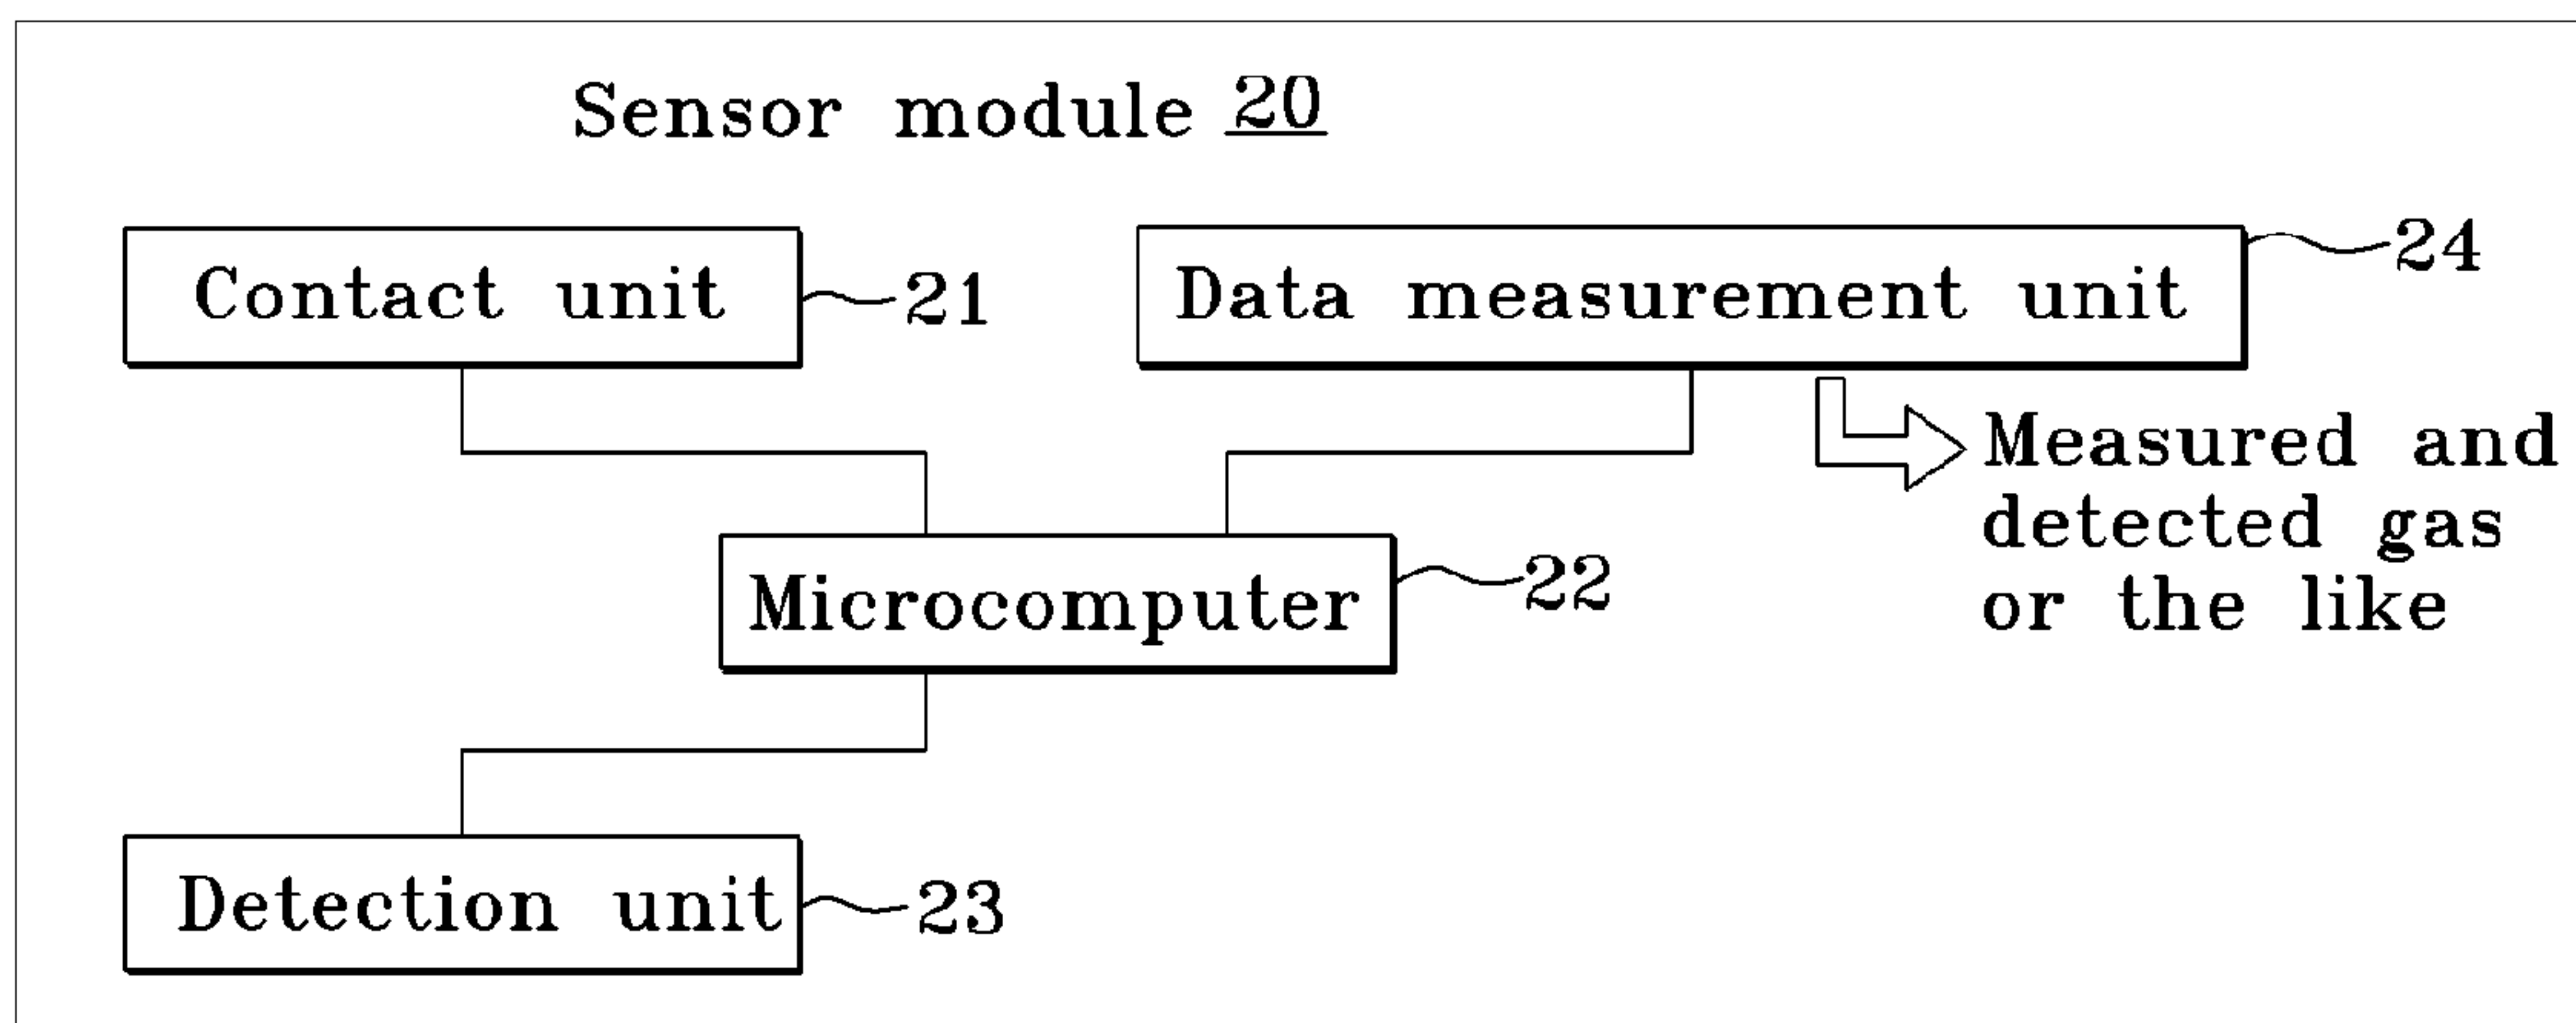 Sensor module 20
Contact unit
21
Data measurement unit
24
Measured and
detected gas
or the like
Microcomputer
22
Detection unit
23